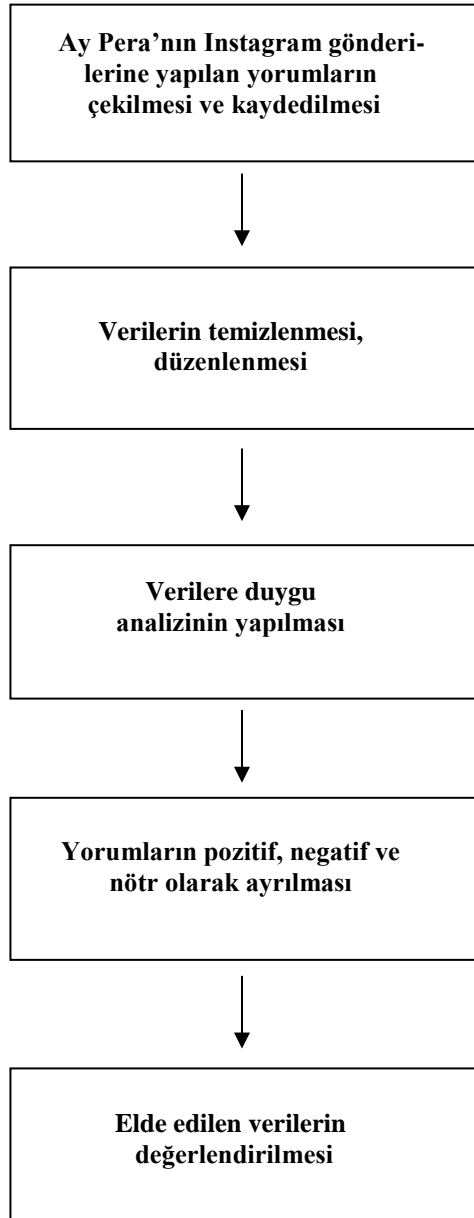 Ay Pera’nın Instagram gönderi-
lerine yapılan yorumların
çekilmesi ve kaydedilmesi
Verilerin temizlenmesi,
düzenlenmesi
Verilere duygu
analizinin yapılması
Yorumların pozitif, negatif ve
nötr olarak ayrılması
Elde edilen verilerin
değerlendirilmesi